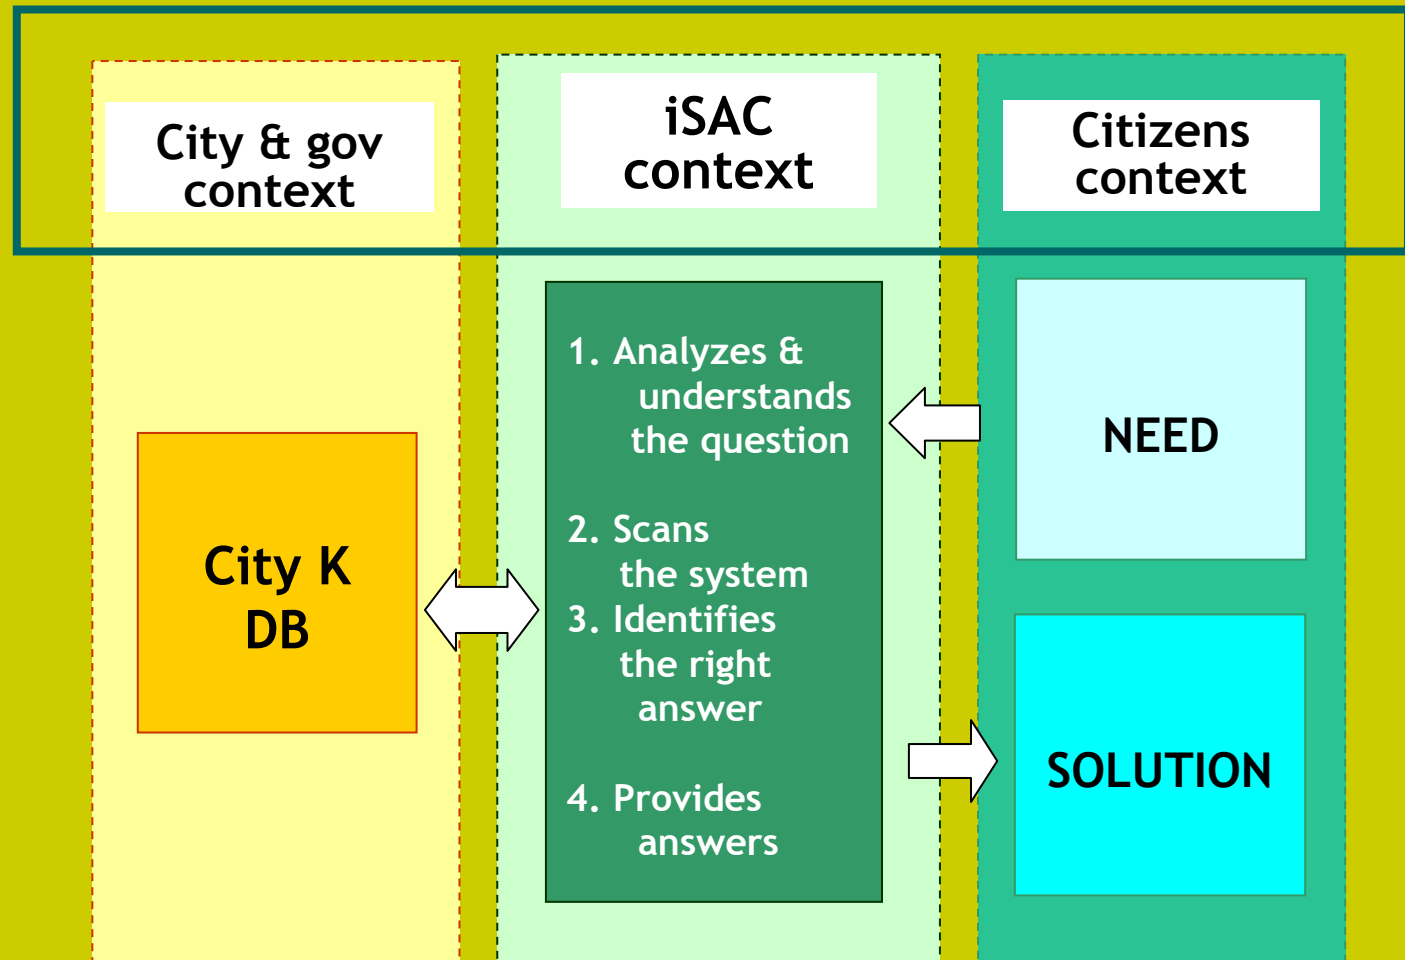 City & gov
context
iSAC
context
Citizens
context
City K
DB
1. Analyzes &
understands
the question
2. Scans
the system
3. Identifies
the right
answer
4. Provides
answers
NEED
SOLUTION